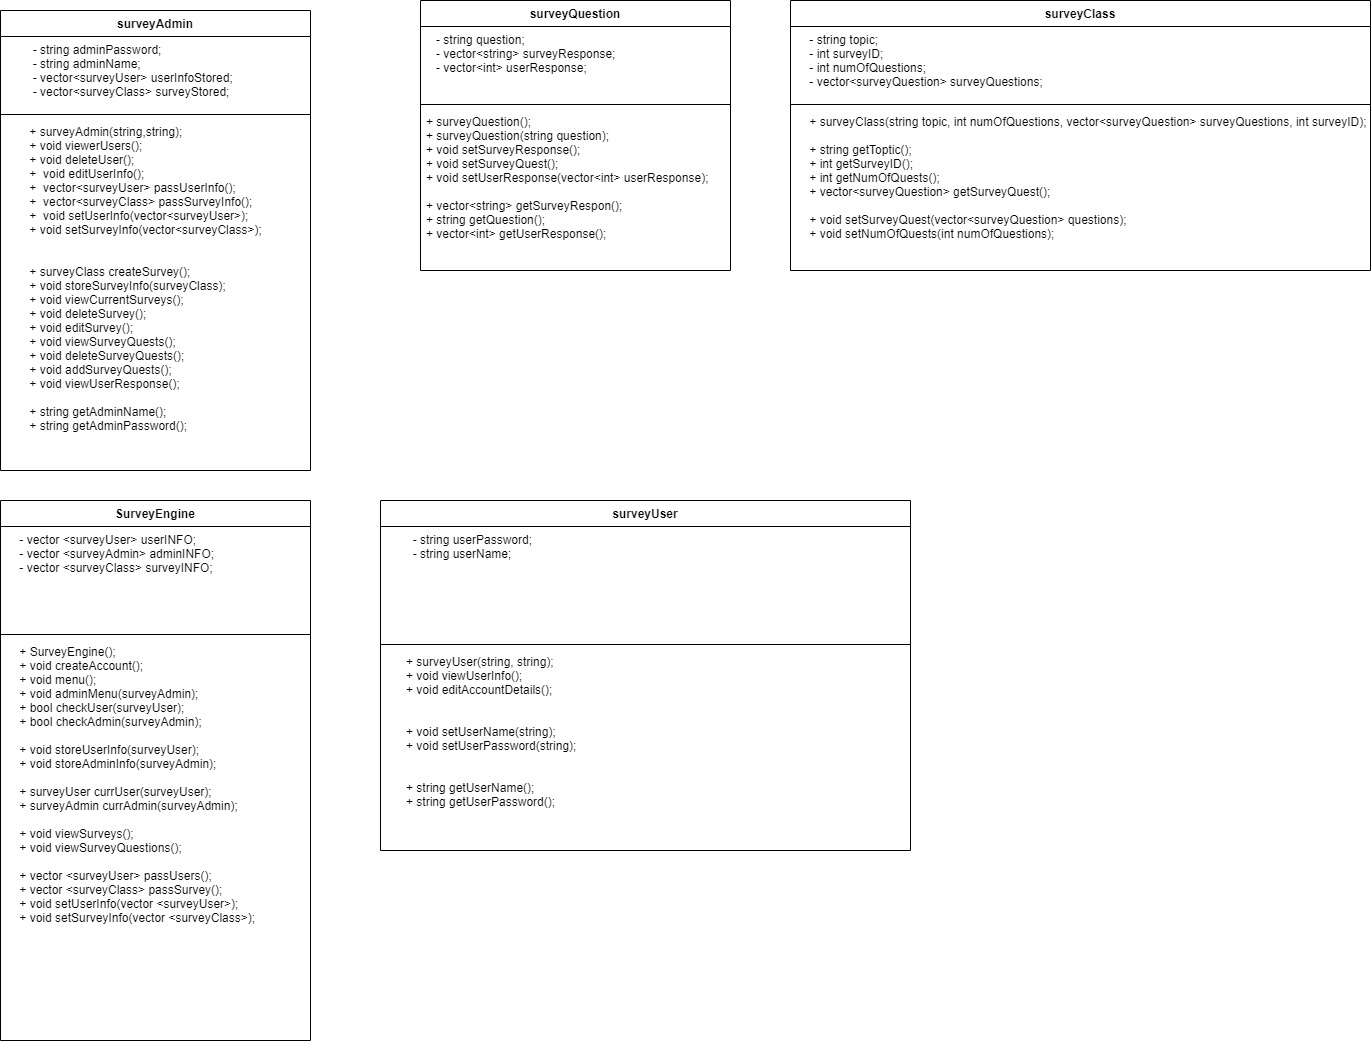 surveyAdmin
- string adminPassword;
- string adminName;
- vector<surveyUser> userInfoStored;
- vector<surveyClass> surveyStored;
+ surveyAdmin(string,string);
+ void viewerUsers();
+ void deleteUser();
+ void editUserInfo();
+ vector<surveyUser> passUserInfo();
+ vector<surveyClass> passSurveyInfo();
+ void setUserInfo(vector<surveyUser>);
+ void setSurveyInfo(vector<surveyClass>);
+ surveyClass createSurvey();
+ void storeSurveyInfo(surveyClass);
+ void viewCurrentSurveys();
+ void deleteSurvey();
+ void editSurvey();
+ void viewSurveyQuests();
+ void deleteSurveyQuests();
+ void addSurveyQuests();
+ void viewUserResponse();
+ string getAdminName();
+ string getAdminPassword();
surveyQuestion
- string question;
- vector<string> surveyResponse;
- vector<int> userResponse;
+ surveyQuestion();
+ surveyQuestion(string question);
+ void setSurveyResponse();
+ void setSurveyQuest();
+ void setUserResponse(vector<int> userResponse);
+ vector<string> getSurveyRespon();
+ string getQuestion();
+ vector<int> getUserResponse();
surveyClass
- string topic;
- int surveyID;
- int numOfQuestions;
- vector<surveyQuestion> surveyQuestions;
+ surveyClass(string topic, int numOfQuestions, vector<surveyQuestion> surveyQuestions, int surveyID);
+ string getToptic();
+ int getSurveyID();
+ int getNumOfQuests();
+ vector<surveyQuestion> getSurveyQuest();
+ void setSurveyQuest(vector<surveyQuestion> questions);
+ void setNumOfQuests(int numOfQuestions);
SurveyEngine
- vector <surveyUser> userINFO;
- vector <surveyAdmin> adminINFO;
- vector <surveyClass> surveyINFO;
+ SurveyEngine();
+ void createAccount();
+ void menu();
+ void adminMenu(surveyAdmin);
+ bool checkUser(surveyUser);
+ bool checkAdmin(surveyAdmin);
+ void storeUserInfo(surveyUser);
+ void storeAdminInfo(surveyAdmin);
+ surveyUser currUser(surveyUser);
+ surveyAdmin currAdmin(surveyAdmin);
+ void viewSurveys();
+ void viewSurveyQuestions();
+ vector <surveyUser> passUsers();
+ vector <surveyClass> passSurvey();
+ void setUserInfo(vector <surveyUser>);
+ void setSurveyInfo(vector <surveyClass>);
surveyUser
- string userPassword;
- string userName;
+ surveyUser(string, string);
+ void viewUserInfo();
+ void editAccountDetails();
+ void setUserName(string);
+ void setUserPassword(string);
+ string getUserName();
+ string getUserPassword();